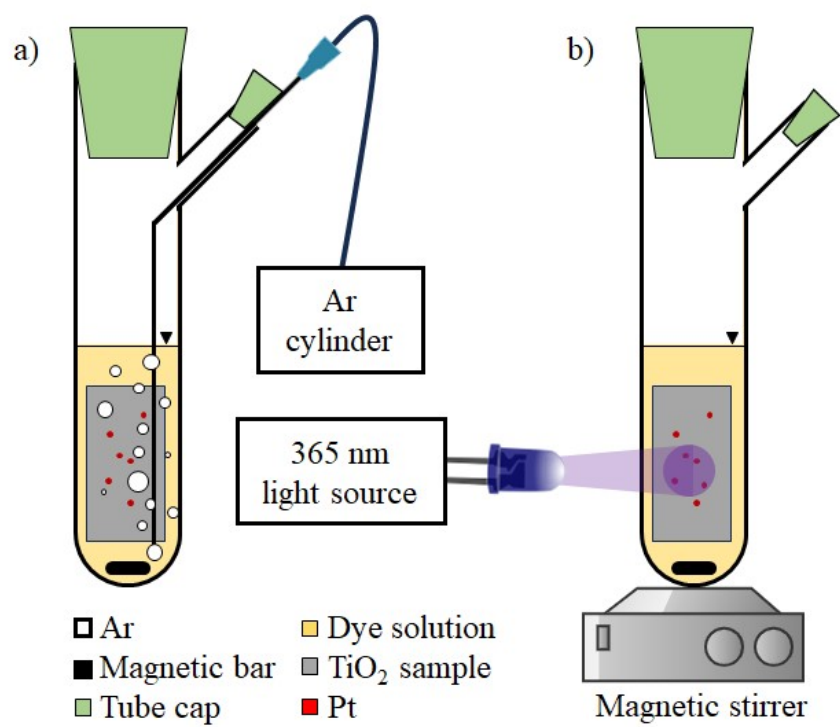 a)
b)
Ar
cylinder
365 nm
light source
Ar
Dye solution
Magnetic bar
TiO₂ sample
Tube cap
Pt
Magnetic stirrer